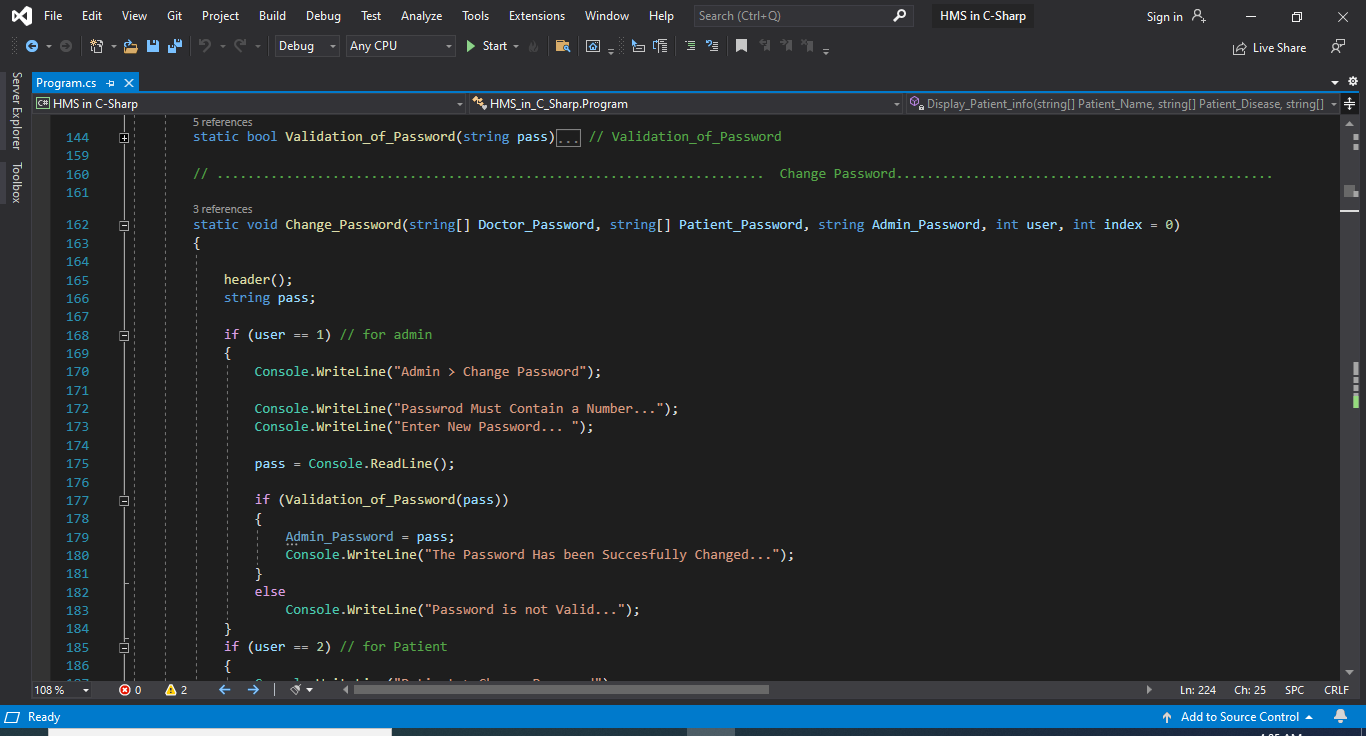 File Edit View Git Project Build Debug Test Analyze Tools Extensions Window Help Search (Ctrl+Q) HMS in C-Sharp Sign in
Debug Any CPU Start Live Share
Server Explorer
Toolbox
Program.cs
C# HMS in C-Sharp HMS_in_C_Sharp.Program Display_Patient_info(string[] Patient_Name, string[] Patient_Disease, string[]
5 references
144 static bool Validation_of_Password(string pass)... // Validation_of_Password
159
160 // ....................................................................... Change Password.................................................
161
3 references
162 static void Change_Password(string[] Doctor_Password, string[] Patient_Password, string Admin_Password, int user, int index = 0)
163 {
164
165 header();
166 string pass;
167
168 if (user == 1) // for admin
169 {
170 Console.WriteLine("Admin > Change Password");
171
172 Console.WriteLine("Passwrod Must Contain a Number...");
173 Console.WriteLine("Enter New Password... ");
174
175 pass = Console.ReadLine();
176
177 if (Validation_of_Password(pass))
178 {
179 Admin_Password = pass;
180 Console.WriteLine("The Password Has been Succesfully Changed...");
181 }
182 else
183 Console.WriteLine("Password is not Valid...");
184 }
185 if (user == 2) // for Patient
186 {
108 % 0 2 Ln: 224 Ch: 25 SPC CRLF
Ready Add to Source Control